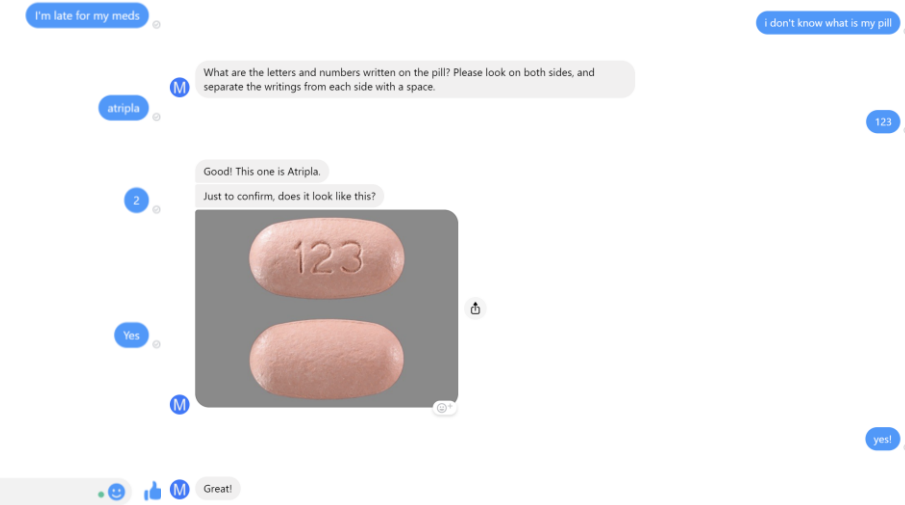 I'm late for my meds
i don't know what is my pill
What are the letters and numbers written on the pill? Please look on both sides, and
separate the writings from each side with a space.
M
atripla
123
Good! This one is Atripla.
Just to confirm, does it look like this?
2
123
Yes
M
yes!
M
Great!